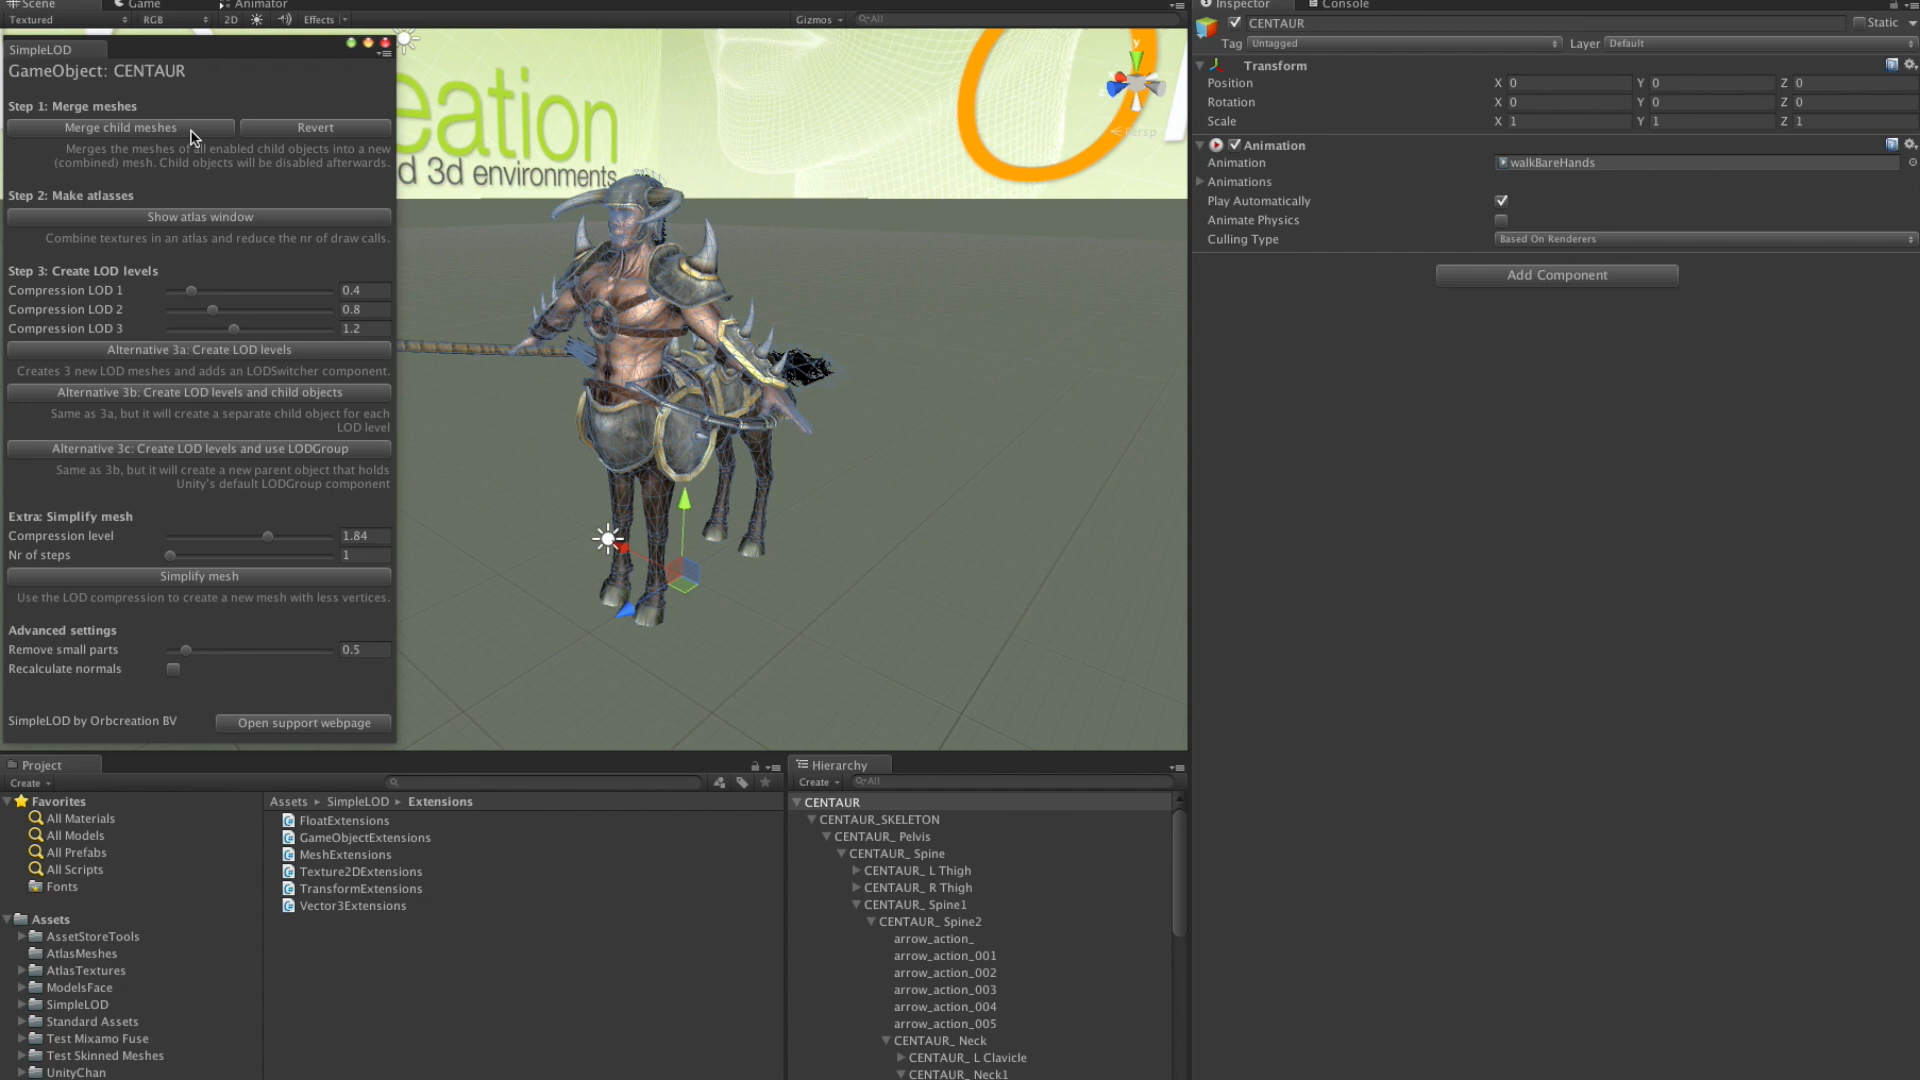 Scene
Game
Animator
Textured
RGB
2D
Effects
Gizmos
All
SimpleLOD
GameObject: CENTAUR
Step 1: Merge meshes
Merge child meshes
Revert
Merges the meshes of all enabled child objects into a new
(combined) mesh. Child objects will be disabled afterwards.
Step 2: Make atlasses
Show atlas window
Combine textures in an atlas and reduce the nr of draw calls.
Step 3: Create LOD levels
Compression LOD 1 0.4
Compression LOD 2 0.8
Compression LOD 3 1.2
Alternative 3a: Create LOD levels
Creates 3 new LOD meshes and adds an LODSwitcher component.
Alternative 3b: Create LOD levels and child objects
Same as 3a, but it will create a separate child object for each
LOD level
Alternative 3c: Create LOD levels and use LODGroup
Same as 3b, but it will create a new parent object that holds
Unity's default LODGroup component
Extra: Simplify mesh
Compression level 1.84
Nr of steps 1
Simplify mesh
Use the LOD compression to create a new mesh with less vertices.
Advanced settings
Remove small parts 0.5
Recalculate normals
SimpleLOD by Orbcreation BV
Open support webpage
eation
d 3d environments
y
Persp
Inspector
Console
CENTAUR
Static
Tag Untagged
Layer Default
Transform
Position X 0 Y 0 Z 0
Rotation X 0 Y 0 Z 0
Scale X 1 Y 1 Z 1
Animation
Animation walkBareHands
Animations
Play Automatically
Animate Physics
Culling Type Based On Renderers
Add Component
Project
Create
Favorites
All Materials
All Models
All Prefabs
All Scripts
Fonts
Assets
AssetStoreTools
AtlasMeshes
AtlasTextures
ModelsFace
SimpleLOD
Standard Assets
Test Mixamo Fuse
Test Skinned Meshes
UnityChan
Assets SimpleLOD Extensions
FloatExtensions
GameObjectExtensions
MeshExtensions
Texture2DExtensions
TransformExtensions
Vector3Extensions
Hierarchy
Create
All
CENTAUR
CENTAUR_SKELETON
CENTAUR_ Pelvis
CENTAUR_ Spine
CENTAUR_ L Thigh
CENTAUR_ R Thigh
CENTAUR_ Spine1
CENTAUR_ Spine2
arrow_action_
arrow_action_001
arrow_action_002
arrow_action_003
arrow_action_004
arrow_action_005
CENTAUR_ Neck
CENTAUR_ L Clavicle
CENTAUR_ Neck1